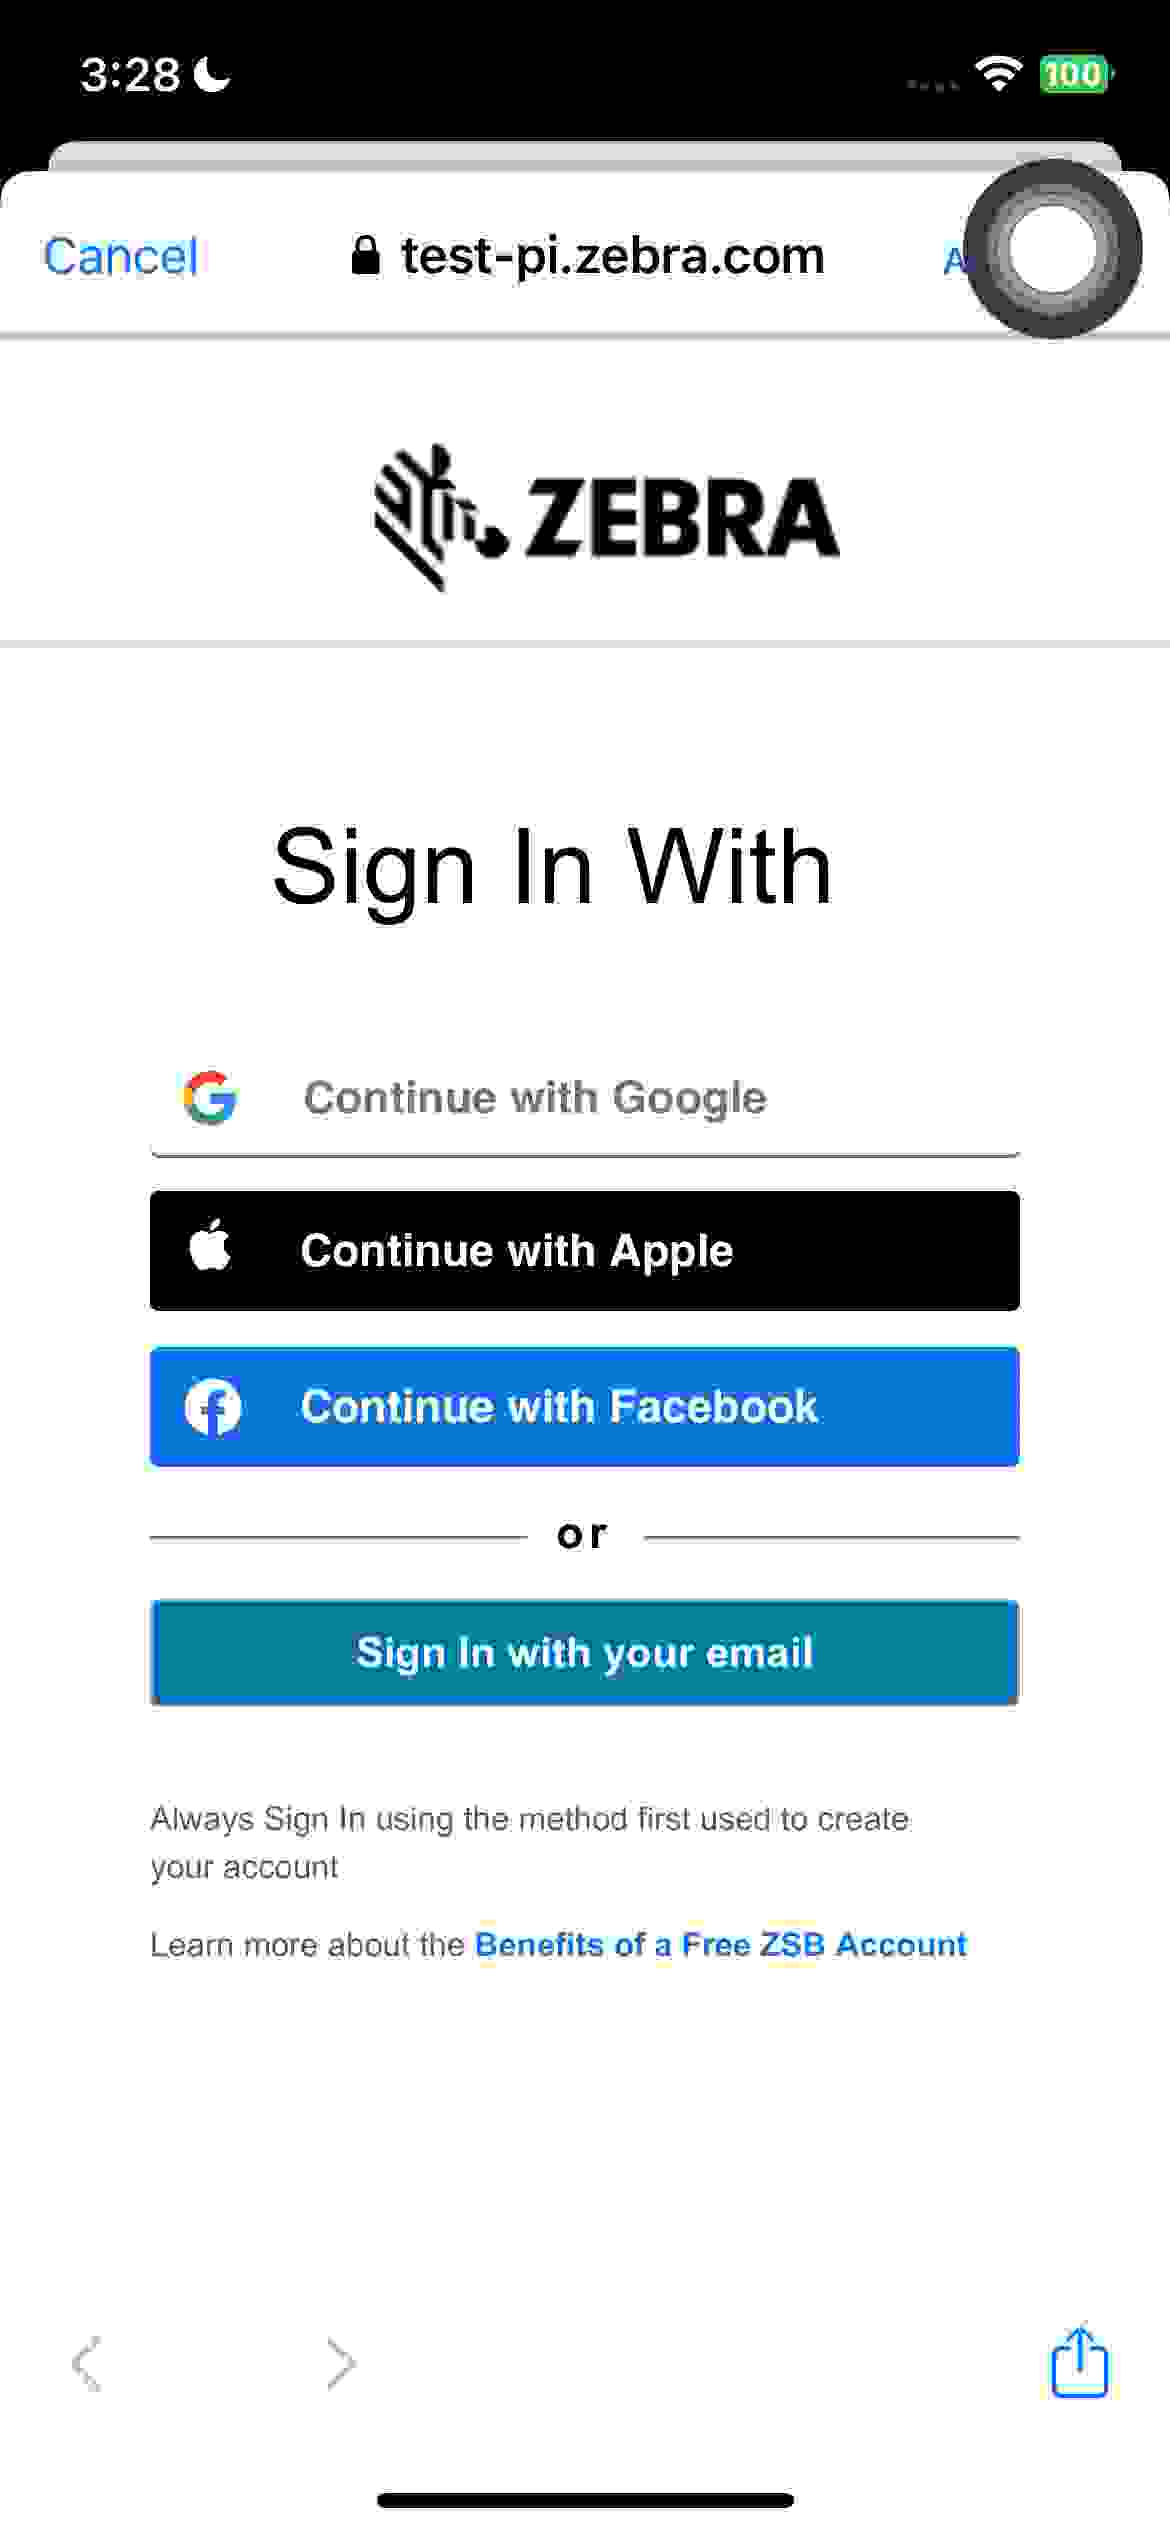 3:28
100
Cancel
test-pi.zebra.com
ZEBRA
Sign In With
Continue with Google
Continue with Apple
Continue with Facebook
or
Sign In with your email
Always Sign In using the method first used to create
your account
Learn more about the Benefits of a Free ZSB Account